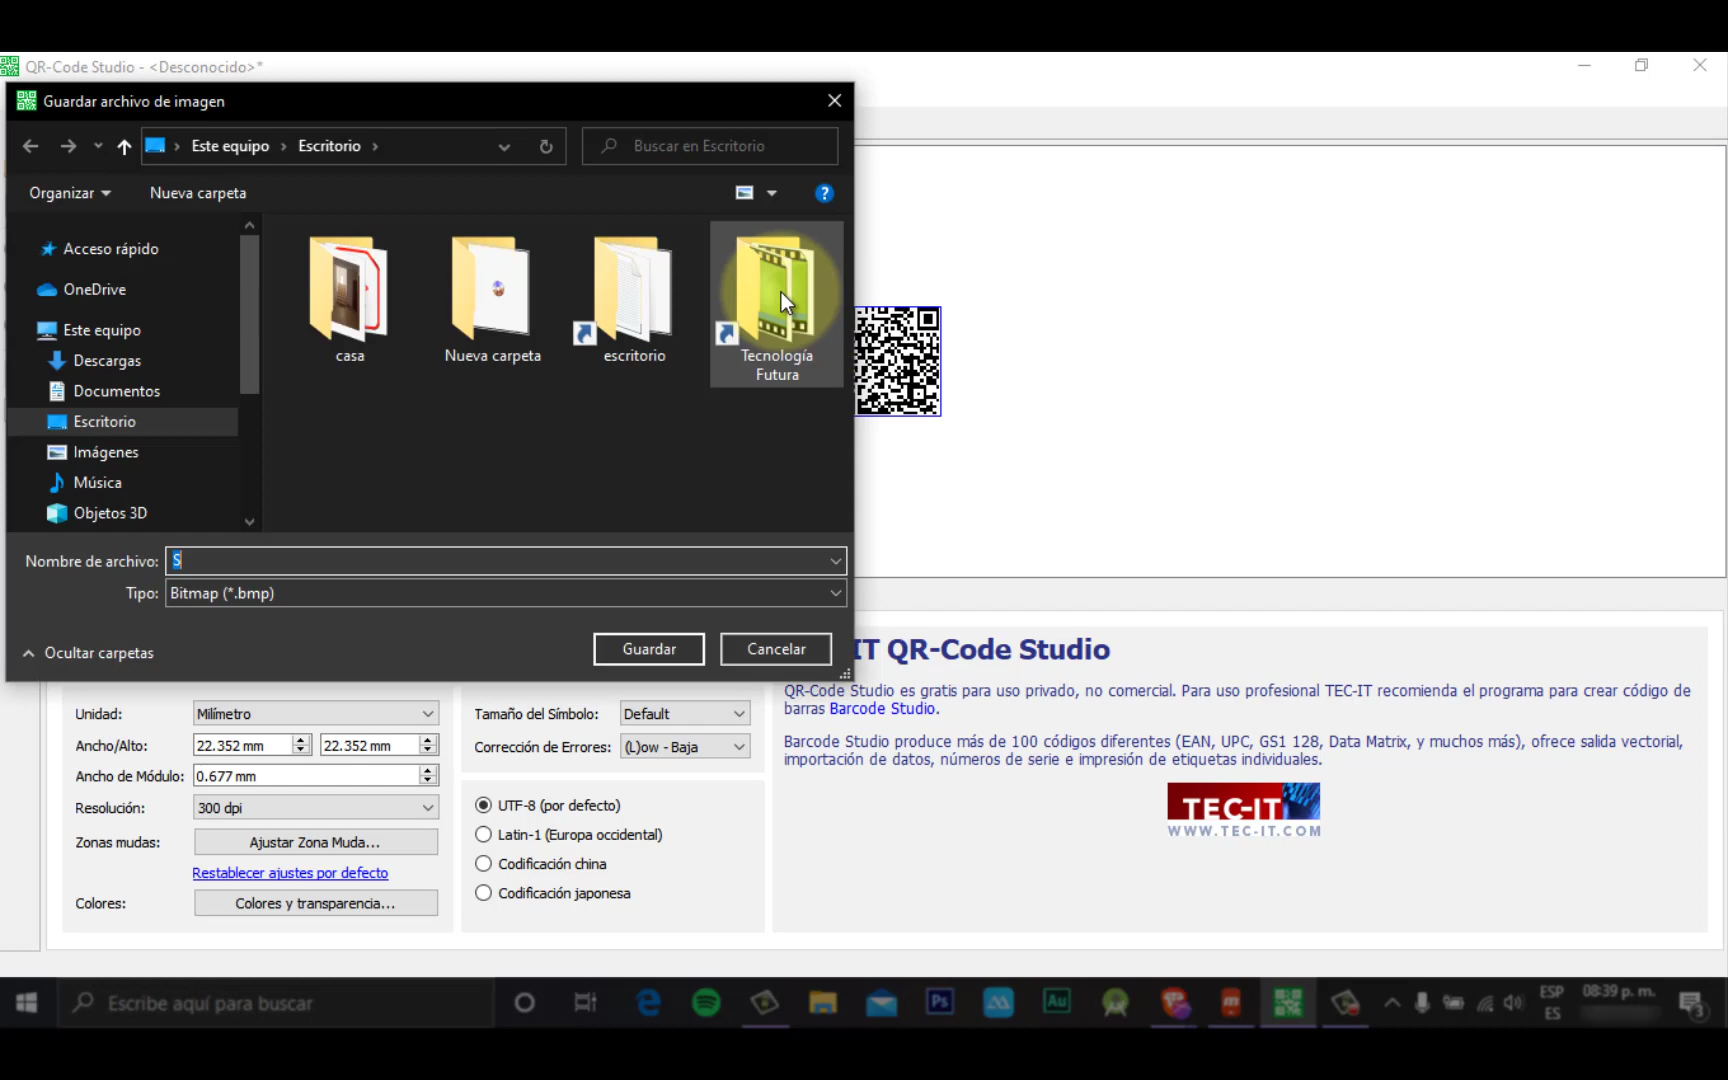 QR-Code Studio - <Desconocido>*
Guardar archivo de imagen
Este equipo
Escritorio
Buscar en Escritorio
Organizar
Nueva carpeta
Acceso rápido
OneDrive
Este equipo
Descargas
Documentos
Escritorio
Imágenes
Música
Objetos 3D
casa
Nueva carpeta
escritorio
Tecnología
Futura
Nombre de archivo: S
Tipo: Bitmap (*.bmp)
Ocultar carpetas
Guardar
Cancelar
IT QR-Code Studio
QR-Code Studio es gratis para uso privado, no comercial. Para uso profesional TEC-IT recomienda el programa para crear código de
barras Barcode Studio.
Barcode Studio produce más de 100 códigos diferentes (EAN, UPC, GS1 128, Data Matrix, y muchos más), ofrece salida vectorial,
importación de datos, números de serie e impresión de etiquetas individuales.
TEC-IT
WWW.TEC-IT.COM
Unidad: Milímetro
Ancho/Alto: 22.352 mm 22.352 mm
Ancho de Módulo: 0.677 mm
Resolución: 300 dpi
Zonas mudas: Ajustar Zona Muda...
Restablecer ajustes por defecto
Colores: Colores y transparencia...
Tamaño del Símbolo: Default
Corrección de Errores: (L)ow - Baja
UTF-8 (por defecto)
Latin-1 (Europa occidental)
Codificación china
Codificación japonesa
Escribe aquí para buscar
Ps
Au
ESP
ES
08:39 p. m.
3